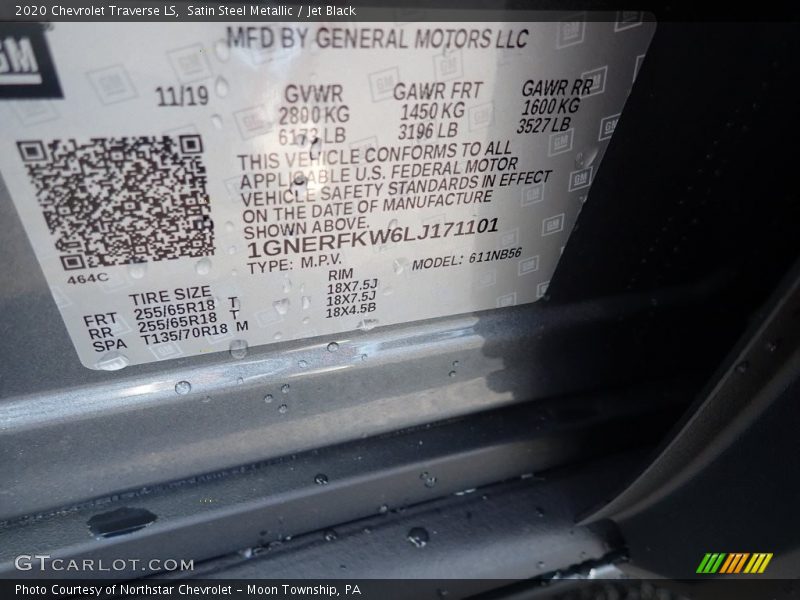 2020 Chevrolet Traverse LS, Satin Steel Metallic / Jet Black
GM
MFD BY GENERAL MOTORS LLC
11/19 GVWR GAWR FRT GAWR RR
2800 KG 1450 KG 1600 KG
6173 LB 3196 LB 3527 LB
THIS VEHICLE CONFORMS TO ALL
APPLICABLE U.S. FEDERAL MOTOR
VEHICLE SAFETY STANDARDS IN EFFECT
ON THE DATE OF MANUFACTURE
SHOWN ABOVE.
1GNERFKW6LJ171101
TYPE: M.P.V. MODEL: 611NB56
464C
TIRE SIZE RIM
FRT 255/65R18 T 18X7.5J
RR 255/65R18 T 18X7.5J
SPA T135/70R18 M 18X4.5B
GTCARLOT.COM
Photo Courtesy of Northstar Chevrolet - Moon Township, PA